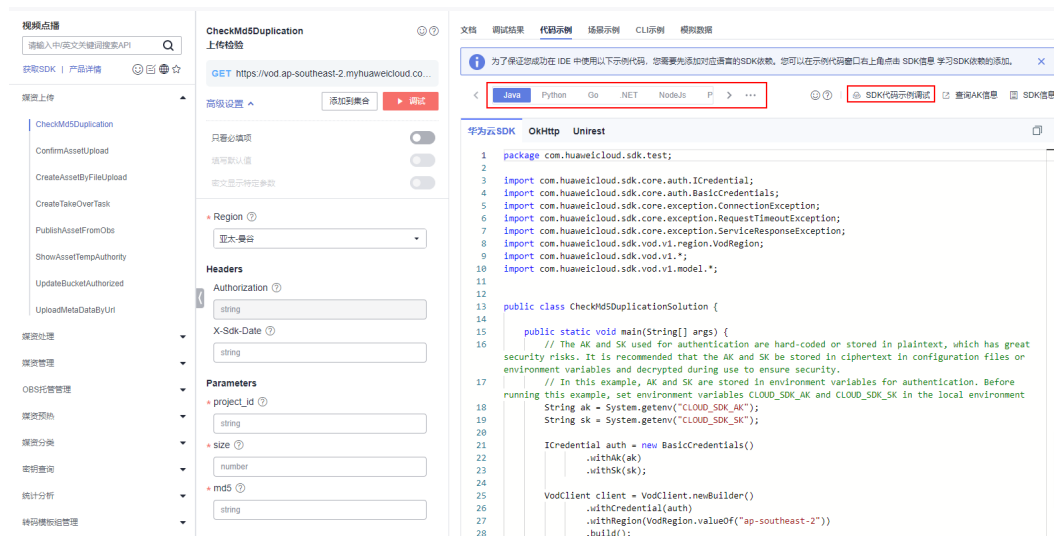 视频点播
请输入中/英文关键词搜索API
获取SDK | 产品详情
媒资上传
CheckMd5Duplication
ConfirmAssetUpload
CreateAssetByFileUpload
CreateTakeOverTask
PublishAssetFromObs
ShowAssetTempAuthority
UpdateBucketAuthorized
UploadMetaDataByUrl
媒资处理
媒资管理
OBS托管管理
媒资预热
媒资分类
密钥查询
统计分析
转码模板组管理
CheckMd5Duplication
上传检验
GET https://vod.ap-southeast-2.myhuaweicloud.co...
高级设置
添加到集合
调试
只看必填项
填写默认值
密文显示特定参数
* Region
亚太-曼谷
Headers
Authorization
string
X-Sdk-Date
string
Parameters
* project_id
string
* size
number
* md5
string
文档 调试结果 代码示例 场景示例 CLI示例 模拟数据
为了保证您成功在 IDE 中使用以下示例代码，您需要先添加对应语言的SDK依赖。您可以在示例代码窗口右上角点击 SDK信息 学习SDK依赖的添加。
Java Python Go .NET NodeJs P ...
SDK代码示例调试 查询AK信息 SDK信息
华为云SDK OkHttp Unirest
1 package com.huaweicloud.sdk.test;
2
3 import com.huaweicloud.sdk.core.auth.ICredential;
4 import com.huaweicloud.sdk.core.auth.BasicCredentials;
5 import com.huaweicloud.sdk.core.exception.ConnectionException;
6 import com.huaweicloud.sdk.core.exception.RequestTimeoutException;
7 import com.huaweicloud.sdk.core.exception.ServiceResponseException;
8 import com.huaweicloud.sdk.vod.v1.region.VodRegion;
9 import com.huaweicloud.sdk.vod.v1.*;
10 import com.huaweicloud.sdk.vod.v1.model.*;
11
12
13 public class CheckMd5DuplicationSolution {
14
15 public static void main(String[] args) {
16 // The AK and SK used for authentication are hard-coded or stored in plaintext, which has great
security risks. It is recommended that the AK and SK be stored in ciphertext in configuration files or
environment variables and decrypted during use to ensure security.
17 // In this example, AK and SK are stored in environment variables for authentication. Before
running this example, set environment variables CLOUD_SDK_AK and CLOUD_SDK_SK in the local environment
18 String ak = System.getenv("CLOUD_SDK_AK");
19 String sk = System.getenv("CLOUD_SDK_SK");
20
21 ICredential auth = new BasicCredentials()
22 .withAk(ak)
23 .withSk(sk);
24
25 VodClient client = VodClient.newBuilder()
26 .withCredential(auth)
27 .withRegion(VodRegion.valueOf("ap-southeast-2"))
28 .build();